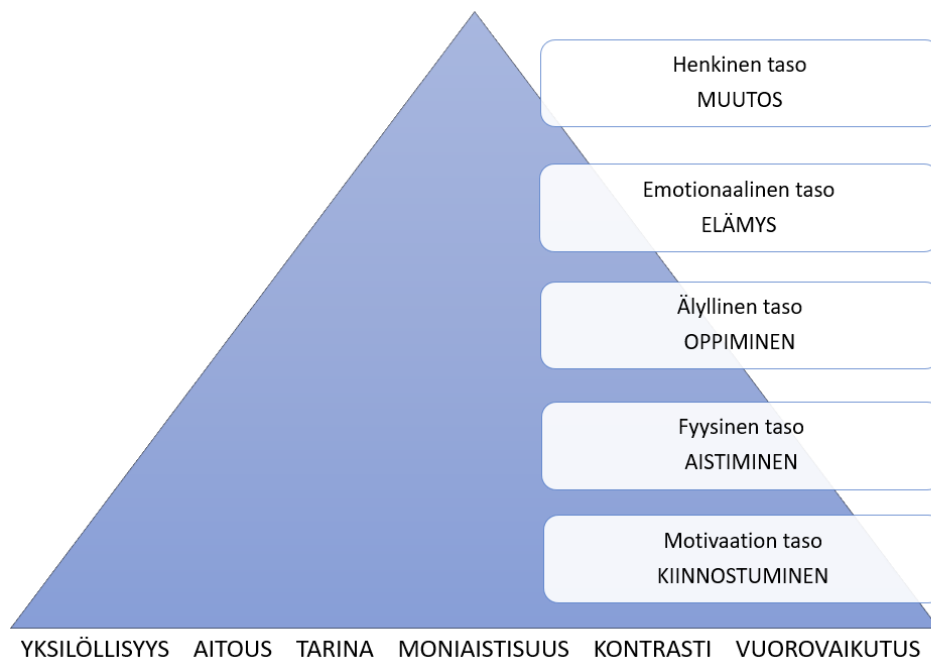 Henkinen taso
MUUTOS
Emotionaalinen taso
ELÄMYS
Älyllinen taso
OPPIMINEN
Fyysinen taso
AISTIMINEN
Motivaation taso
KIINNOSTUMINEN
YKSILÖLLISYYS AITOUS TARINA MONIAISTISUUS KONTRASTI VUOROVAIKUTUS